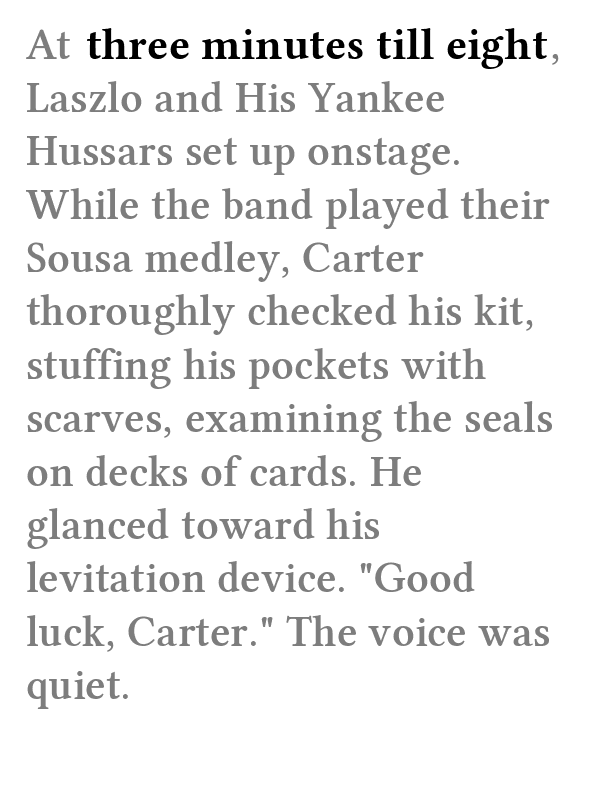 At three minutes till eight,
Laszlo and His Yankee
Hussars set up onstage.
While the band played their
Sousa medley, Carter
thoroughly checked his kit,
stuffing his pockets with
scarves, examining the seals
on decks of cards. He
glanced toward his
levitation device. "Good
luck, Carter." The voice was
quiet.